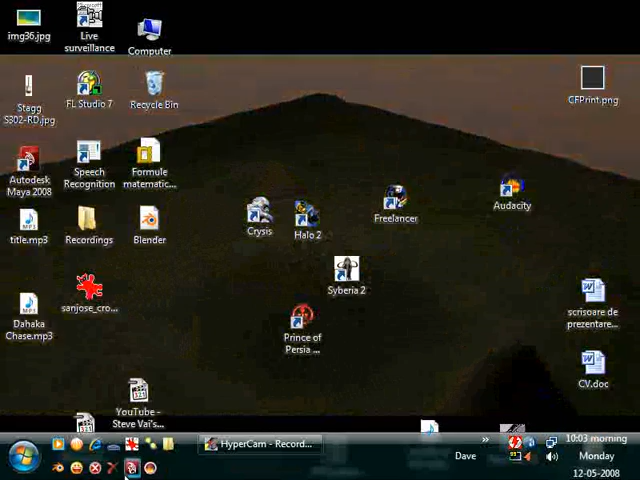 img36.jpg
Live
surveillance
Computer
Stagg
S302-RD.jpg
FL Studio 7
Recycle Bin
CFPrint.png
Autodesk
Maya 2008
Speech
Recognition
Formule
matematic...
title.mp3
Recordings
Blender
Crysis
Halo 2
Freelancer
Audacity
Syberia 2
sanjose_cro...
Dahaka
Chase.mp3
Prince of
Persia ...
scrisoare de
prezentare...
CV.doc
YouTube -
Steve Vai's...
HyperCam - Record...
Dave
»
10:03 morning
Monday
12-05-2008